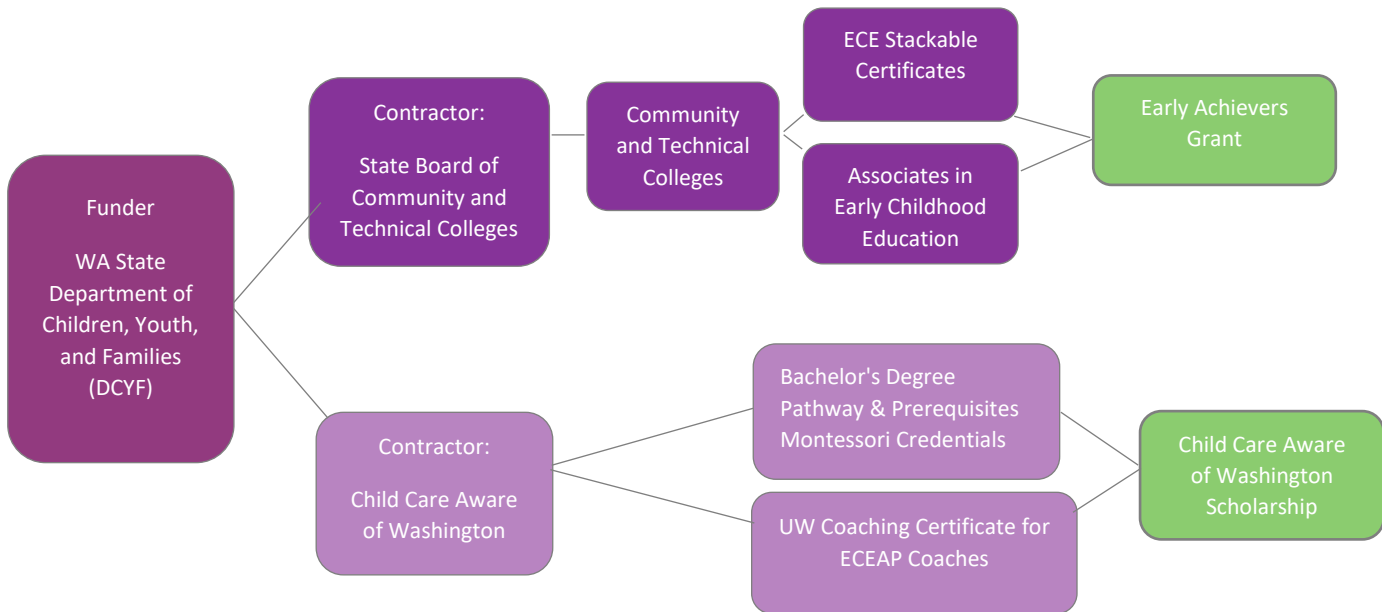 Funder
WA State
Department of
Children, Youth,
and Families
(DCYF)
Contractor:
State Board of
Community and
Technical Colleges
Community
and Technical
Colleges
ECE Stackable
Certificates
Associates in
Early Childhood
Education
Early Achievers
Grant
Contractor:
Child Care Aware
of Washington
Bachelor's Degree
Pathway & Prerequisites
Montessori Credentials
UW Coaching Certificate for
ECEAP Coaches
Child Care Aware
of Washington
Scholarship